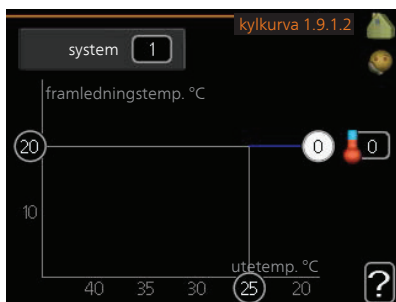 kylkurva 1.9.1.2
system 1
framledningstemp. °C
20
0
0
10
utetemp. °C
40 35 30 25 20
?